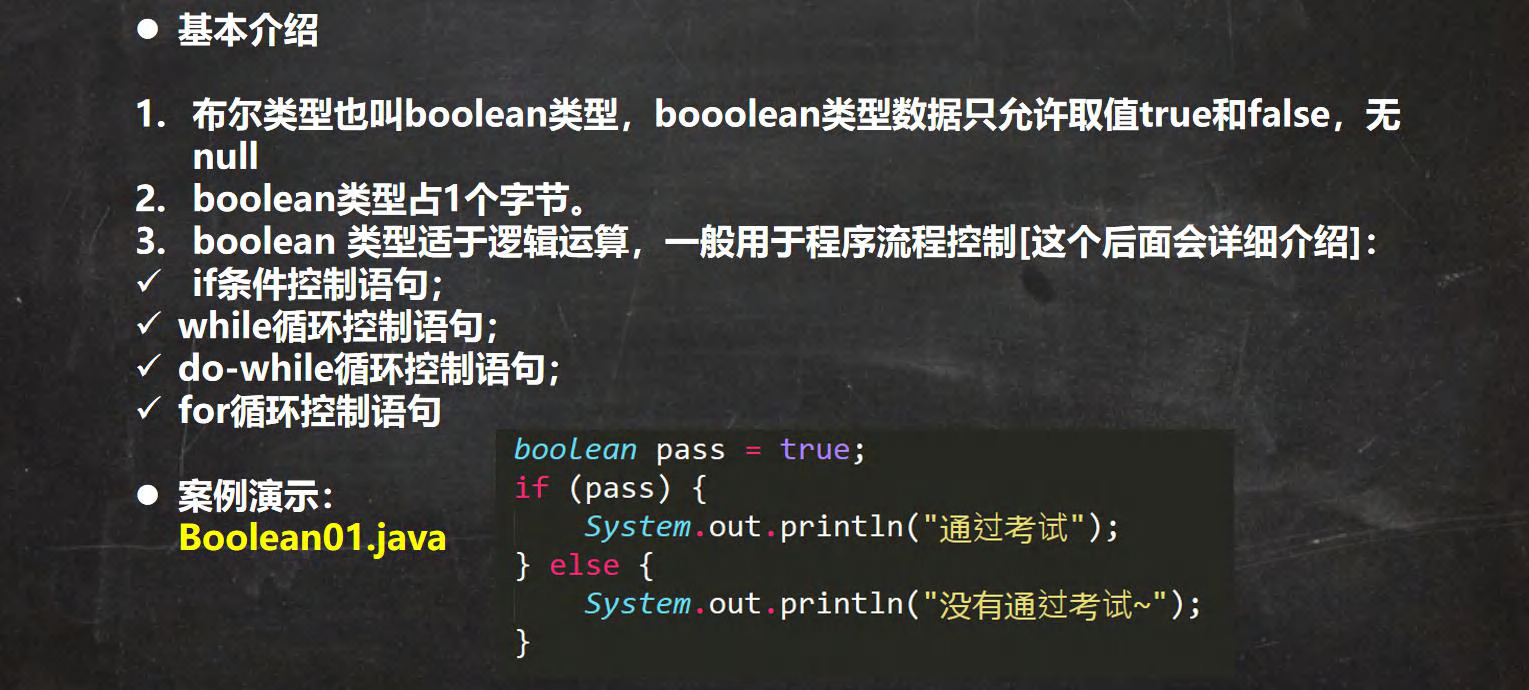 ● 基本介绍
1. 布尔类型也叫boolean类型，booolean类型数据只允许取值true和false，无
null
2. boolean类型占1个字节。
3. boolean 类型适于逻辑运算，一般用于程序流程控制[这个后面会详细介绍]：
✓ if条件控制语句；
✓ while循环控制语句；
✓ do-while循环控制语句；
✓ for循环控制语句
● 案例演示：
Boolean01.java
boolean pass = true;
if (pass) {
    System.out.println("通过考试");
} else {
    System.out.println("没有通过考试~");
}